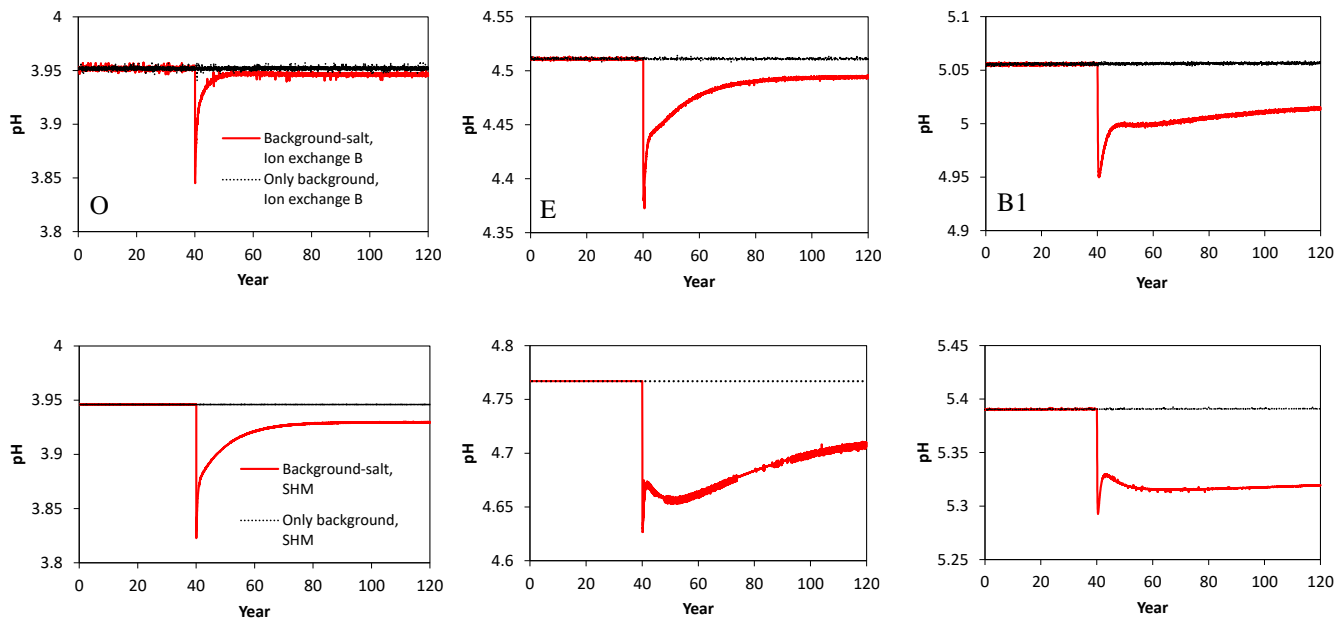 4
3.95
3.9
3.85
3.8
pH
0 20 40 60 80 100 120
Year
Background-salt,
Ion exchange B
Only background,
Ion exchange B
O
4.55
4.5
4.45
4.4
4.35
pH
0 20 40 60 80 100 120
Year
E
5.1
5.05
5
4.95
4.9
pH
0 20 40 60 80 100 120
Year
B1
4
3.95
3.9
3.85
3.8
pH
0 20 40 60 80 100 120
Year
Background-salt,
SHM
Only background,
SHM
4.8
4.7
4.65
4.6
pH
0 20 40 60 80 100 120
Year
5.45
5.4
5.35
5.3
5.25
pH
0 20 40 60 80 100 120
Year